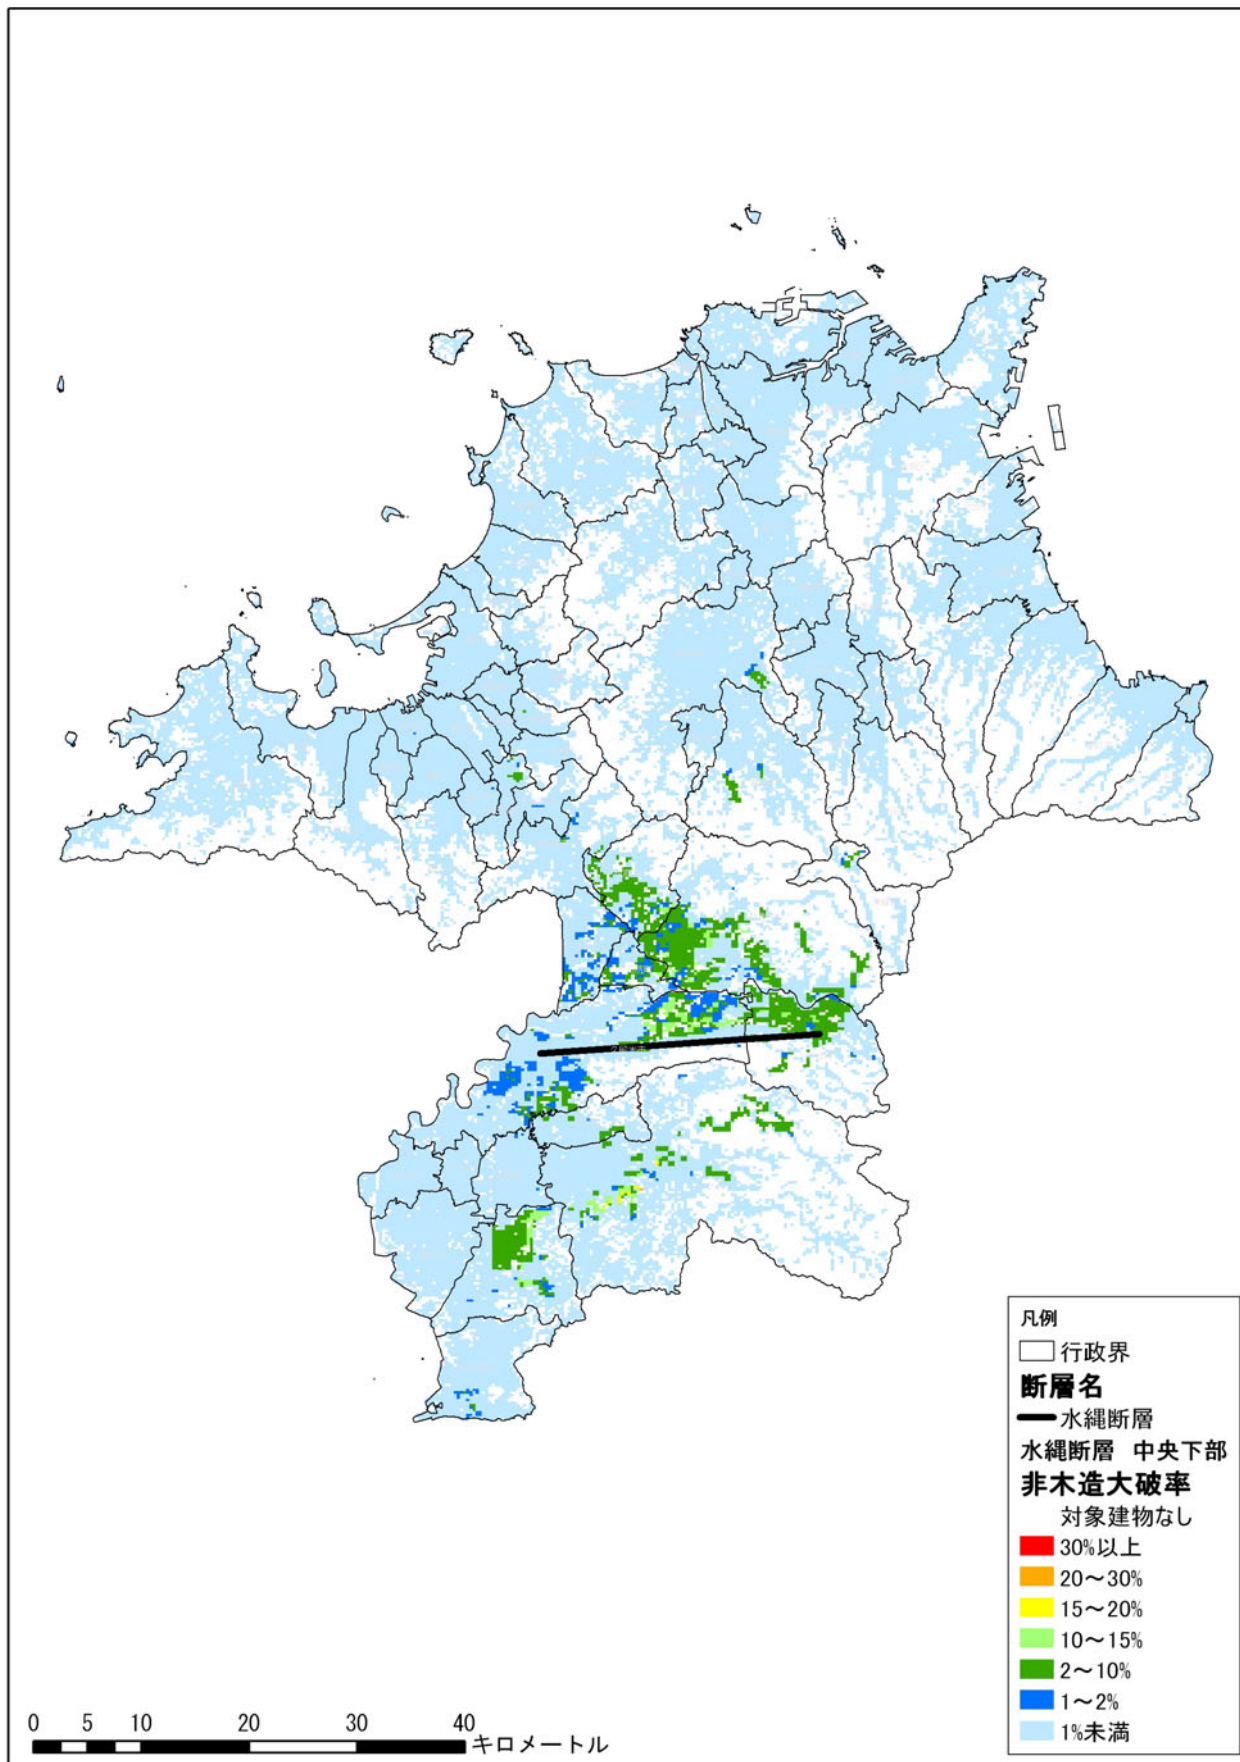 凡例
行政界
断層名
水縄断層
水縄断層 中央下部
非木造大破率
対象建物なし
30%以上
20～30%
15～20%
10～15%
2～10%
1～2%
1%未満
0 5 10 20 30 40
キロメートル